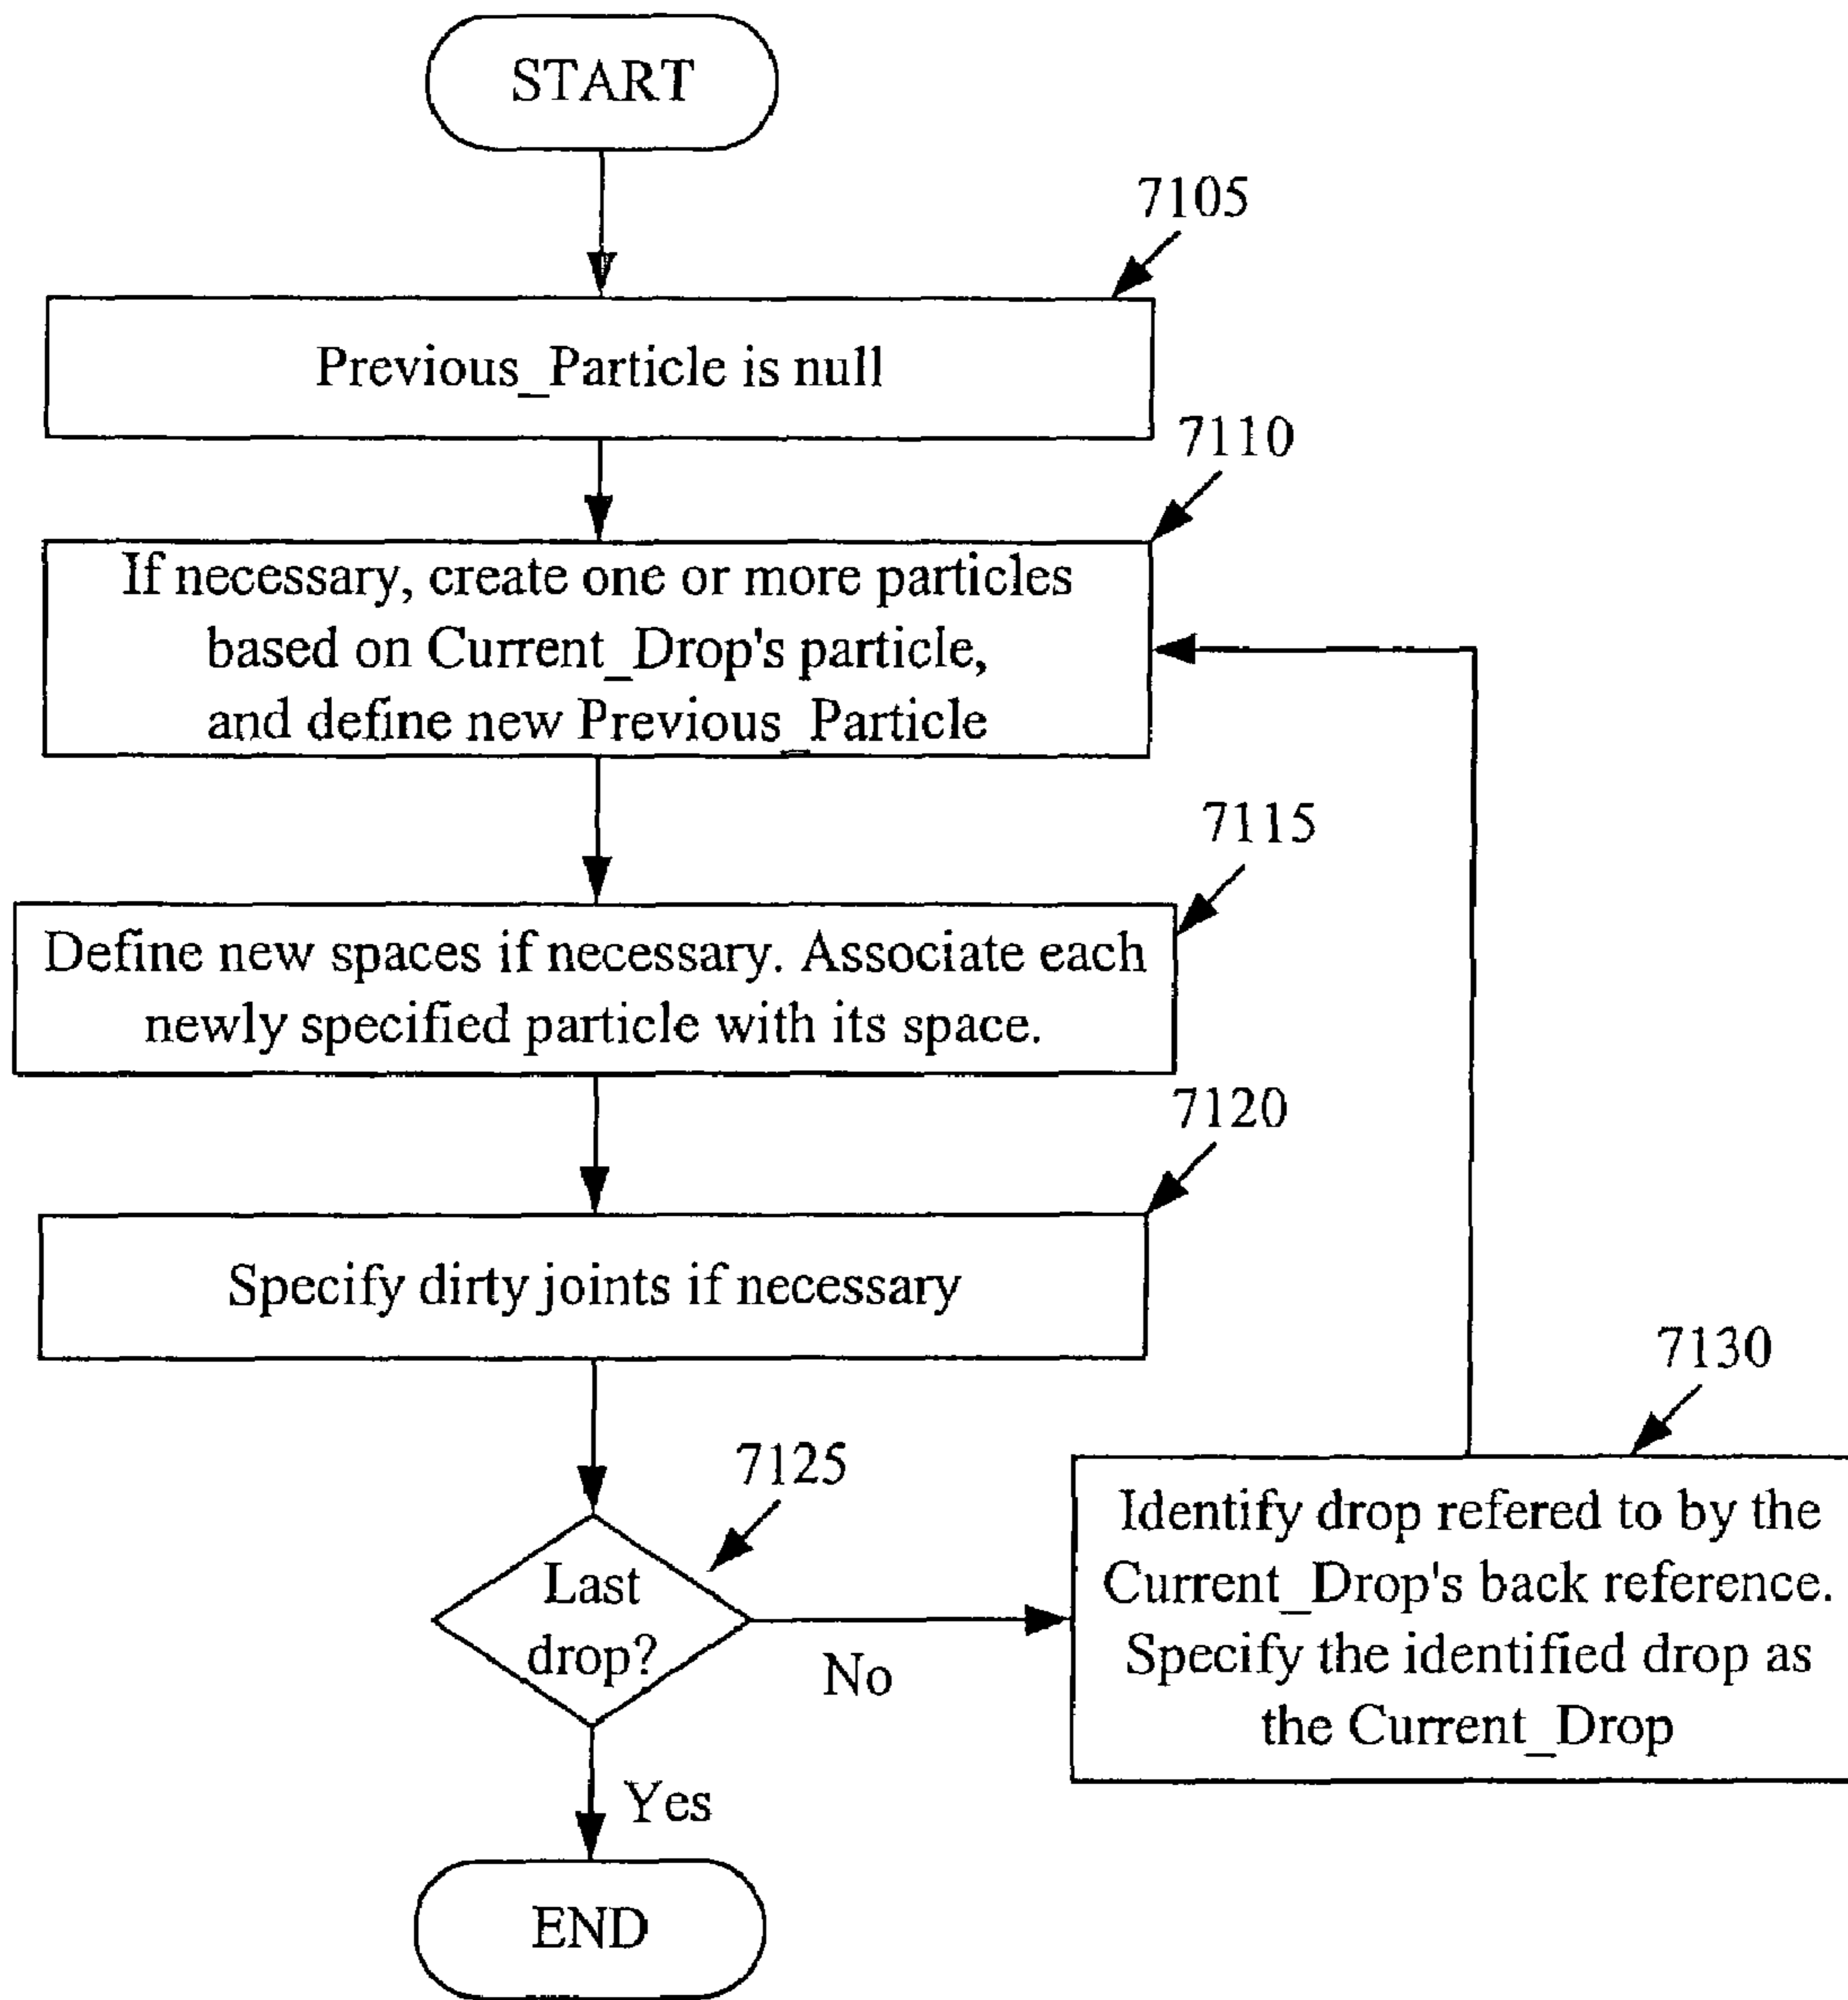 START
7105
Previous_Particle is null
7110
If necessary, create one or more particles
based on Current_Drop's particle,
and define new Previous_Particle
7115
Define new spaces if necessary. Associate each
newly specified particle with its space.
7120
Specify dirty joints if necessary
7125
Last
drop?
No
Yes
7130
Identify drop refered to by the
Current_Drop's back reference.
Specify the identified drop as
the Current_Drop
END